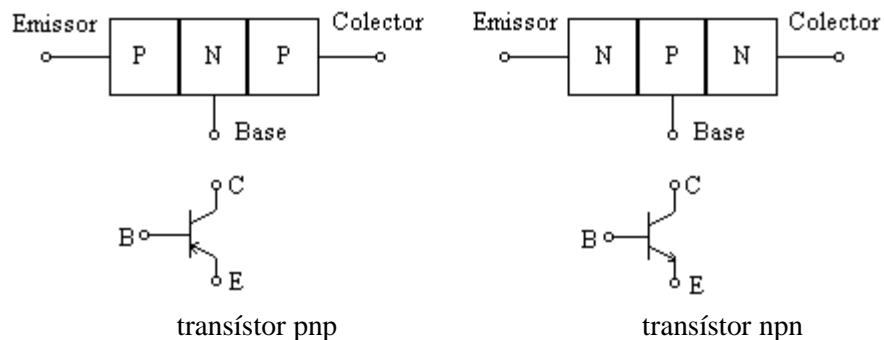 Emissor Colector
P N P
Base
C
B
E
transístor pnp
Emissor Colector
N P N
Base
C
B
E
transístor npn